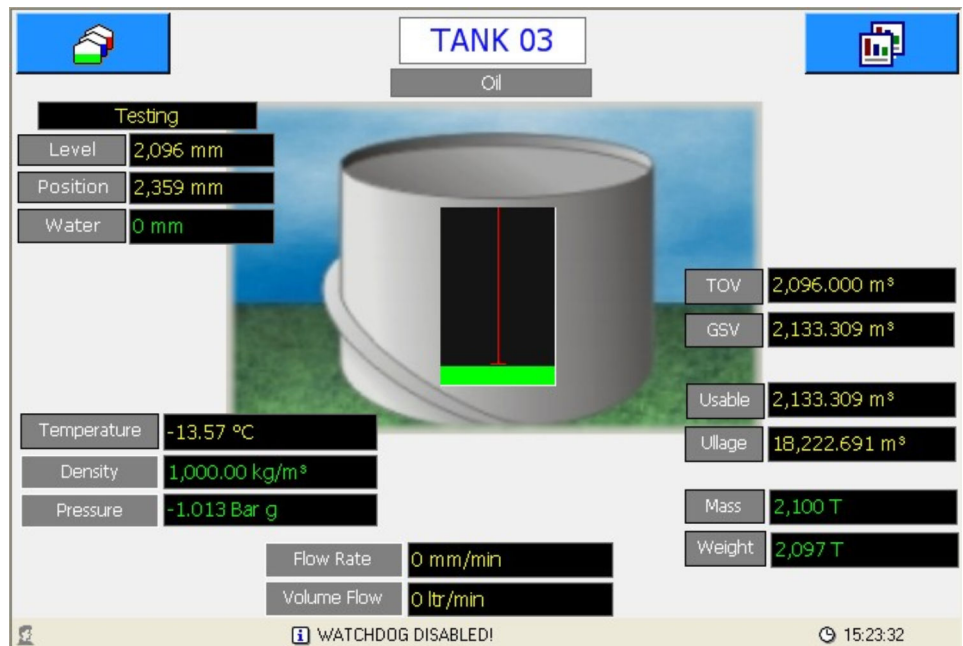 TANK 03
Oil
Testing
Level 2,096 mm
Position 2,359 mm
Water 0 mm
TOV 2,096.000 m³
GSV 2,133.309 m³
Usable 2,133.309 m³
Ullage 18,222.691 m³
Temperature -13.57 °C
Density 1,000.00 kg/m³
Pressure -1.013 Bar g
Mass 2,100 T
Weight 2,097 T
Flow Rate 0 mm/min
Volume Flow 0 ltr/min
WATCHDOG DISABLED!
15:23:32